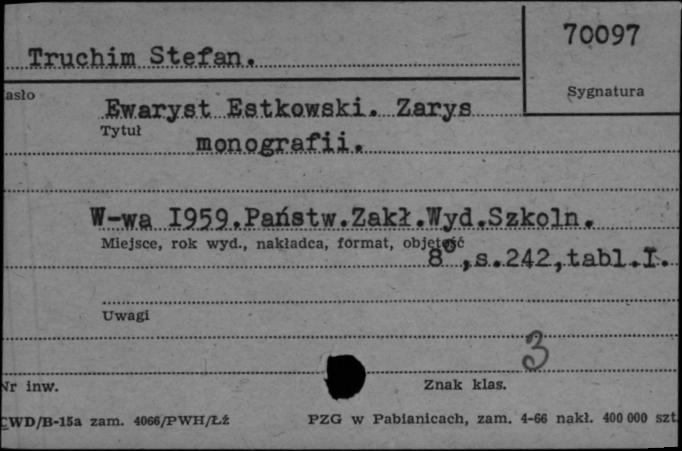 Truchim Stefan.
70097
asło
Sygnatura
Ewaryst Estkowski. Zarys
Tytuł
monografii.
W-wa 1959.Państw.Zakł.Wyd.Szkoln.
Miejsce, rok wyd., nakładca, format, objętość
8°,s.242,tabl.I.
Uwagi
3
Nr inw.
Znak klas.
CWD/B-15a zam. 4066/PWH/Łź
PZG w Pabianicach, zam. 4-66 nakł. 400 000 szt.